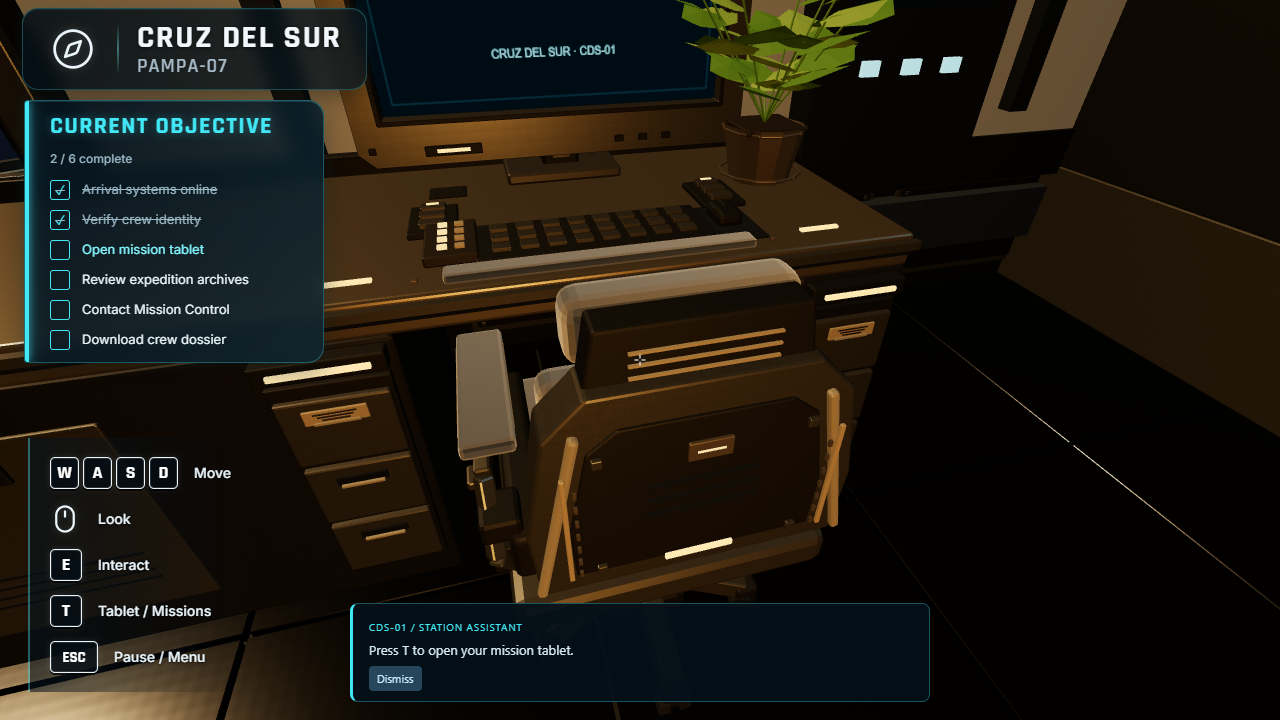 CRUZ DEL SUR
PAMPA-07
CURRENT OBJECTIVE
2 / 6 complete
Arrival systems online
Verify crew identity
Open mission tablet
Review expedition archives
Contact Mission Control
Download crew dossier
CRUZ DEL SUR · CDS-01
W A S D Move
Look
E Interact
T Tablet / Missions
ESC Pause / Menu
CDS-01 / STATION ASSISTANT
Press T to open your mission tablet.
Dismiss